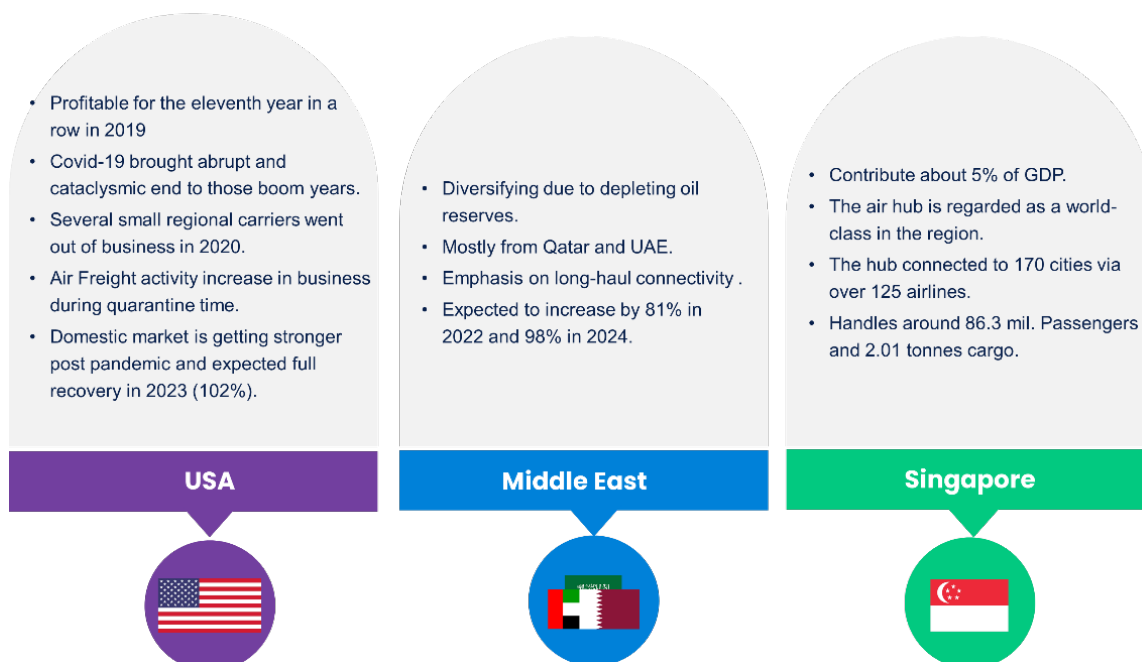 • Profitable for the eleventh year in a
row in 2019
• Covid-19 brought abrupt and
cataclysmic end to those boom years.
• Several small regional carriers went
out of business in 2020.
• Air Freight activity increase in business
during quarantine time.
• Domestic market is getting stronger
post pandemic and expected full
recovery in 2023 (102%).
USA
• Diversifying due to depleting oil
reserves.
• Mostly from Qatar and UAE.
• Emphasis on long-haul connectivity .
• Expected to increase by 81% in
2022 and 98% in 2024.
Middle East
• Contribute about 5% of GDP.
• The air hub is regarded as a world-
class in the region.
• The hub connected to 170 cities via
over 125 airlines.
• Handles around 86.3 mil. Passengers
and 2.01 tonnes cargo.
Singapore